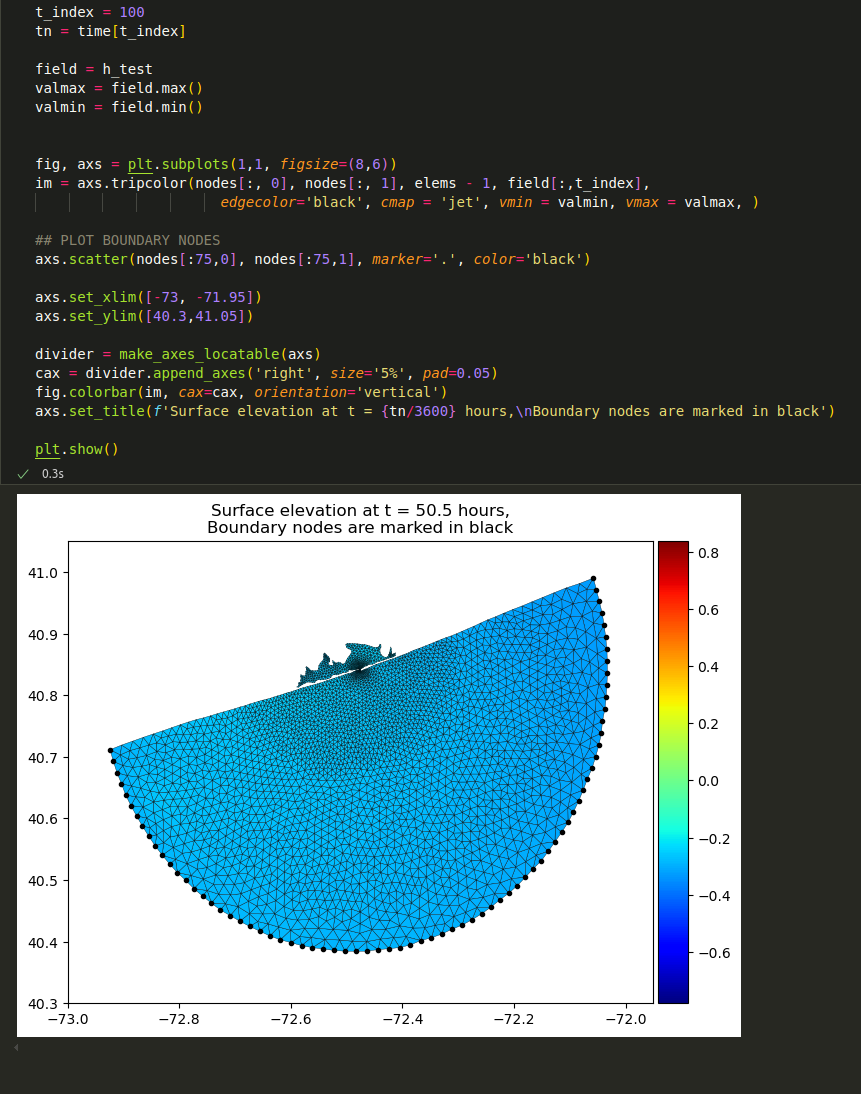 t_index = 100
tn = time[t_index]
field = h_test
valmax = field.max()
valmin = field.min()
fig, axs = plt.subplots(1,1, figsize=(8,6))
im = axs.tripcolor(nodes[:, 0], nodes[:, 1], elems - 1, field[:,t_index],
edgecolor='black', cmap = 'jet', vmin = valmin, vmax = valmax, )
## PLOT BOUNDARY NODES
axs.scatter(nodes[:75,0], nodes[:75,1], marker='.', color='black')
axs.set_xlim([-73, -71.95])
axs.set_ylim([40.3,41.05])
divider = make_axes_locatable(axs)
cax = divider.append_axes('right', size='5%', pad=0.05)
fig.colorbar(im, cax=cax, orientation='vertical')
axs.set_title(f'Surface elevation at t = {tn/3600} hours,\nBoundary nodes are marked in black')
plt.show()
0.3s
Surface elevation at t = 50.5 hours,
Boundary nodes are marked in black
41.0
40.9
40.8
40.7
40.6
40.5
40.4
40.3
−73.0
−72.8
−72.6
−72.4
−72.2
−72.0
0.8
0.6
0.4
0.2
0.0
−0.2
−0.4
−0.6